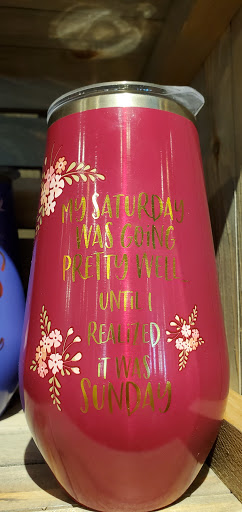 MY SATURDAY
WAS GOING
PRETTY WELL
UNTIL I
REALIZED
IT WAS
SUNDAY